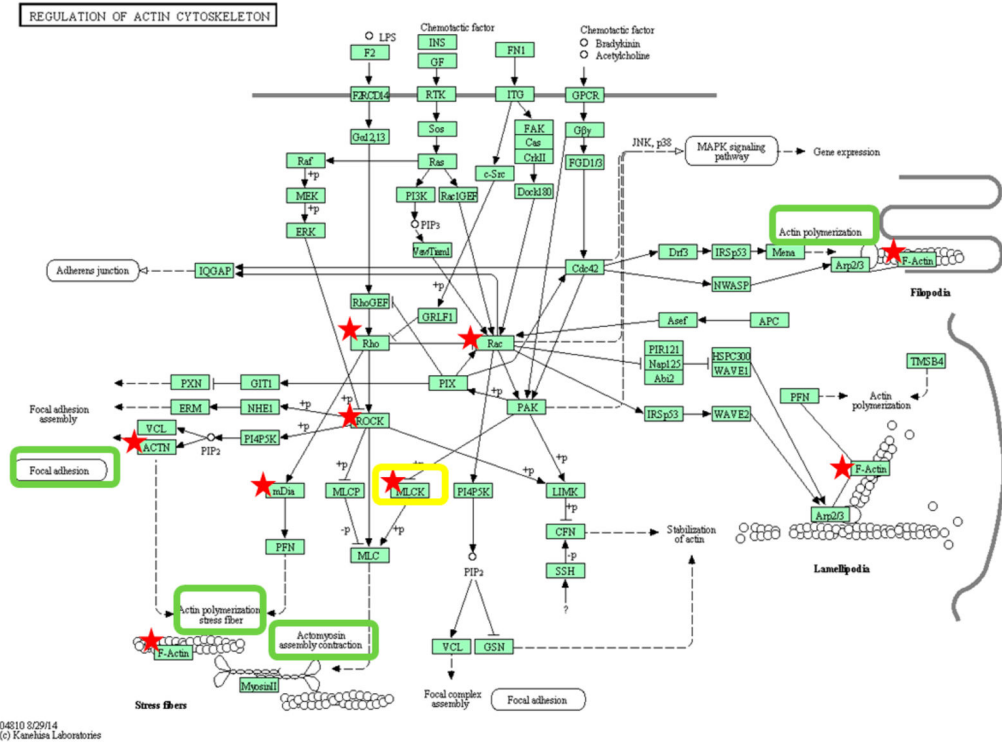 REGULATION OF ACTIN CYTOSKELETON
LPS
F2
Chemotactic factor
INS
GF
FN1
Chemotactic factor
Bradykinin
Acetylcholine
F2R
CD14
RTK
ITG
GPCR
Gα12,13
Sos
FAK
Cas
CrkII
Gβγ
JNK, p38
MAPK signaling
pathway
Gene expression
Raf
Ras
FGD1/3
+p
c-Src
MEK
PI3K
Rac1GEF
Dock180
+p
PIP3
ERK
Vav/Tiam1
Actin polymerization
Drf3
IRSp53
Mena
F-Actin
Adherens junction
IQGAP
Cdc42
Arp2/3
+p
NWASP
Filopodia
RhoGEF
GRLF1
Asef
APC
Rho
Rac
PIR121
Nap125
Abi2
HSPC300
WAVE1
TMSB4
PXN
GIT1
PIX
PFN
Actin
polymerization
+p
Focal adhesion
assembly
ERM
NHE1
+p
+p
PAK
IRSp53
WAVE2
ROCK
VCL
ACTN
PIP2
PI4P5K
+p
+p
+p
Focal adhesion
F-Actin
mDia
MLCP
MLCK
PI4P5K
LIMK
Arp2/3
-p
+p
+p
PFN
MLC
CFN
Stabilization
of actin
-p
PIP2
SSH
Lamellipodia
?
Actin polymerization
stress fiber
Actomyosin
assembly contraction
F-Actin
VCL
GSN
MyosinII
Focal complex
assembly
Focal adhesion
Stress fibers
04810 8/29/14
(c) Kanehisa Laboratories